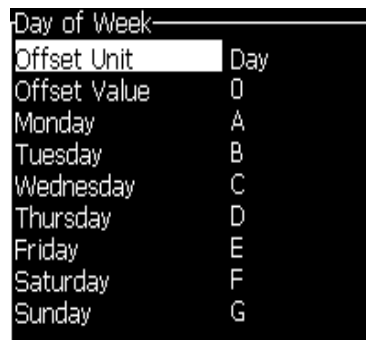 Day of Week
Offset Unit Day
Offset Value 0
Monday A
Tuesday B
Wednesday C
Thursday D
Friday E
Saturday F
Sunday G